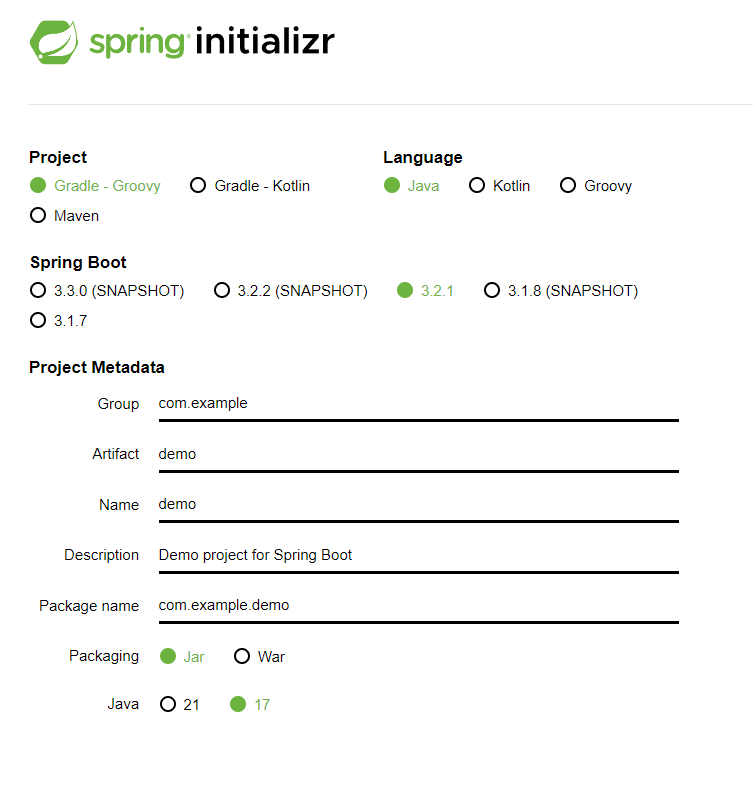 spring initializr
Project
Gradle - Groovy Gradle - Kotlin
Maven
Language
Java Kotlin Groovy
Spring Boot
3.3.0 (SNAPSHOT) 3.2.2 (SNAPSHOT) 3.2.1 3.1.8 (SNAPSHOT)
3.1.7
Project Metadata
Group com.example
Artifact demo
Name demo
Description Demo project for Spring Boot
Package name com.example.demo
Packaging Jar War
Java 21 17